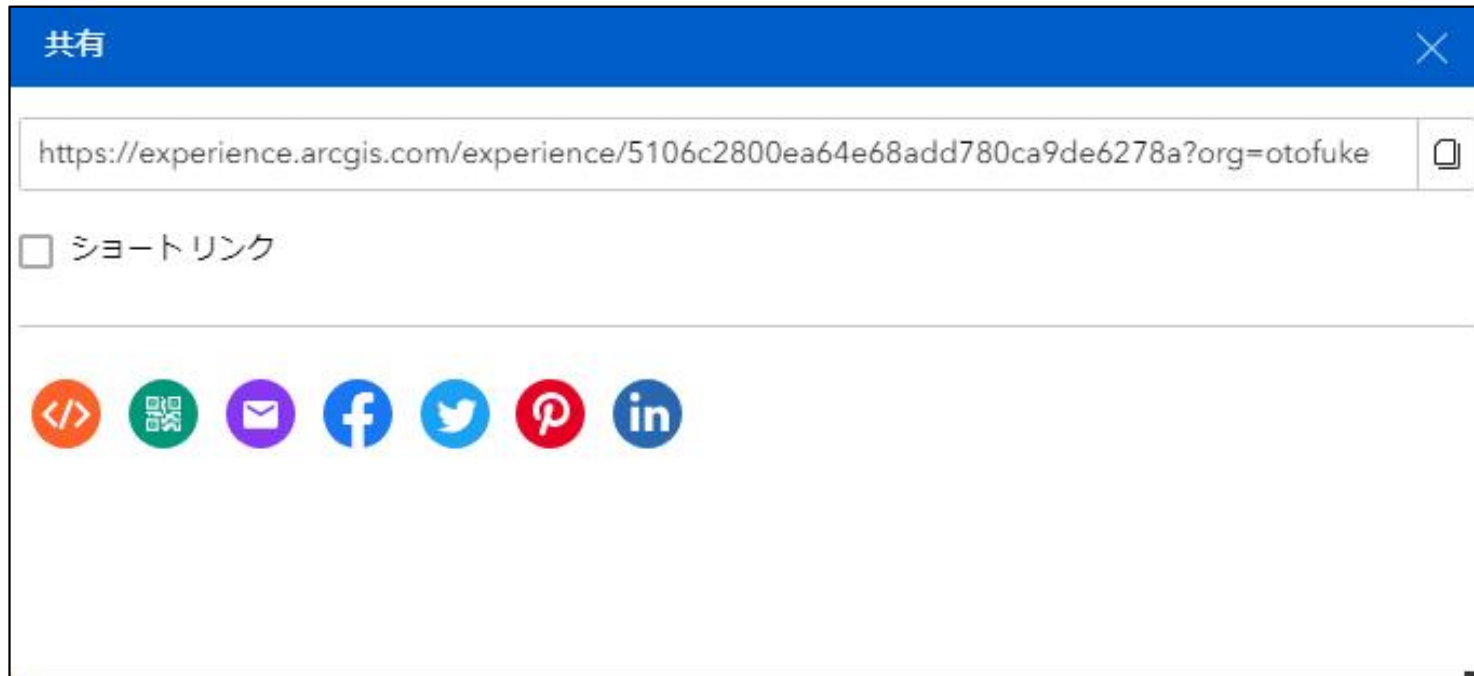 共有
https://experience.arcgis.com/experience/5106c2800ea64e68add780ca9de6278a?org=otofuke
ショート リンク